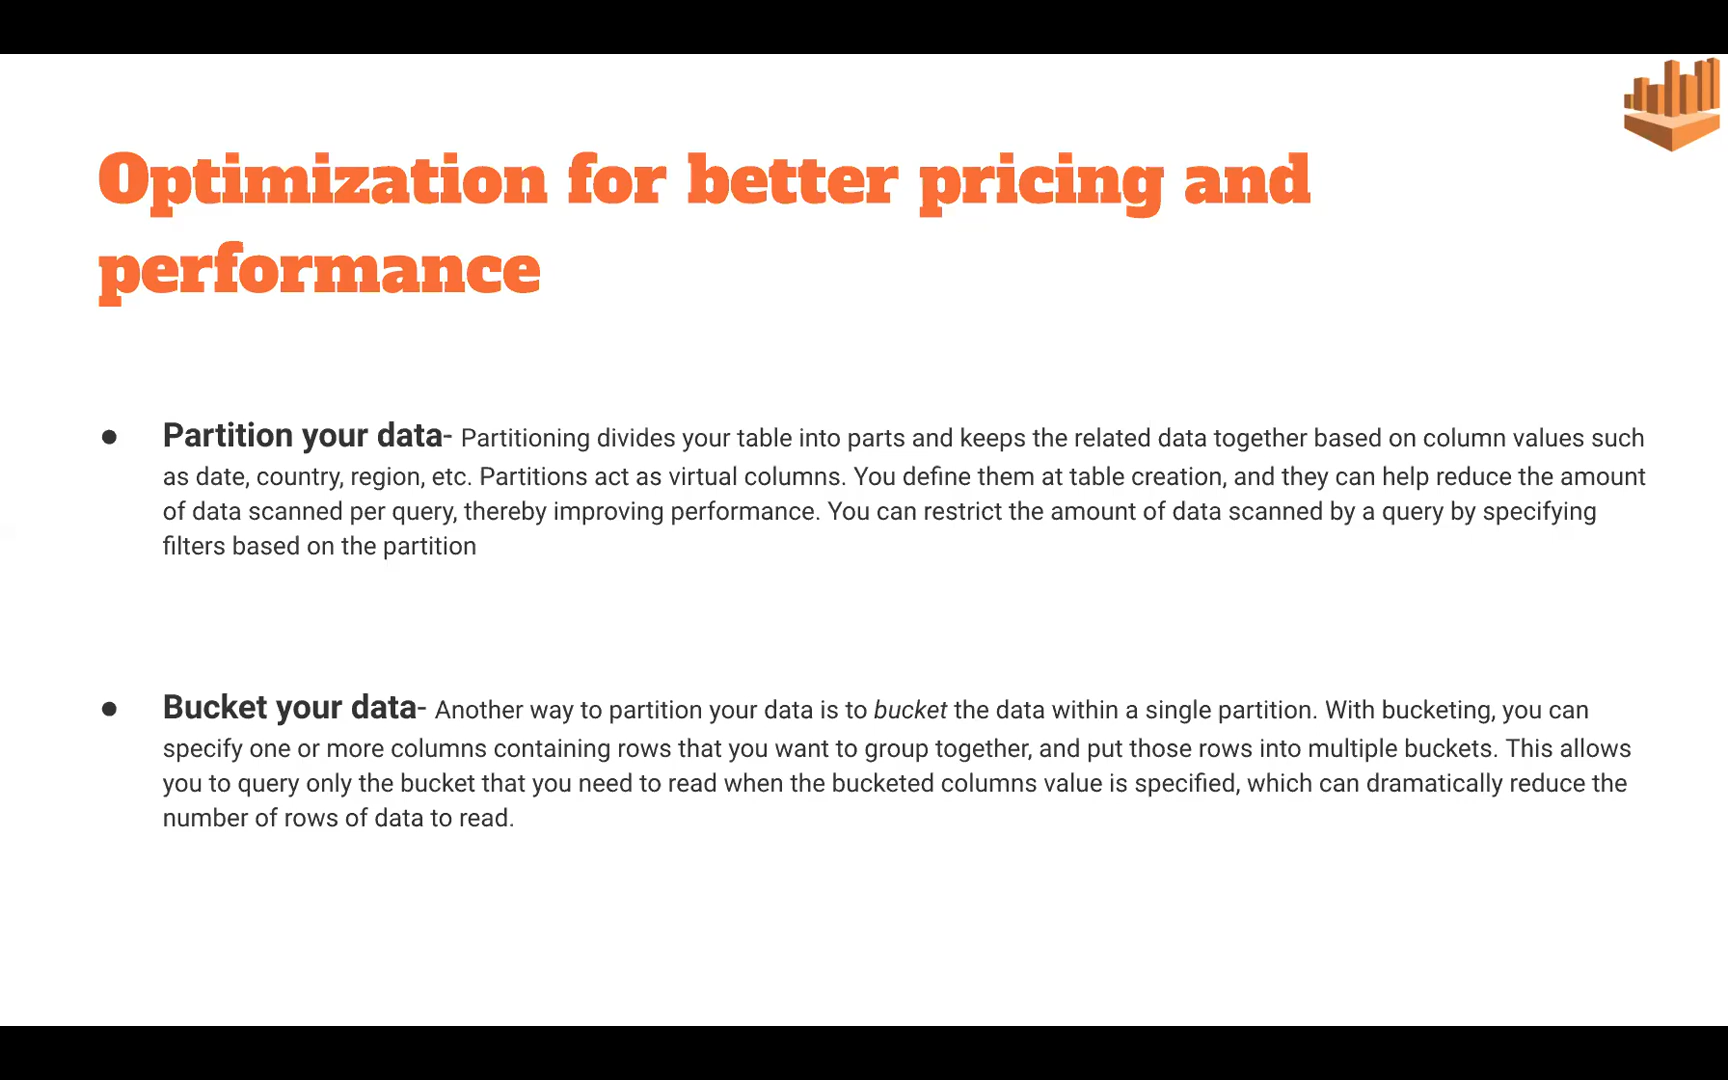 Optimization for better pricing and
performance
● Partition your data- Partitioning divides your table into parts and keeps the related data together based on column values such
as date, country, region, etc. Partitions act as virtual columns. You define them at table creation, and they can help reduce the amount
of data scanned per query, thereby improving performance. You can restrict the amount of data scanned by a query by specifying
filters based on the partition
● Bucket your data- Another way to partition your data is to bucket the data within a single partition. With bucketing, you can
specify one or more columns containing rows that you want to group together, and put those rows into multiple buckets. This allows
you to query only the bucket that you need to read when the bucketed columns value is specified, which can dramatically reduce the
number of rows of data to read.